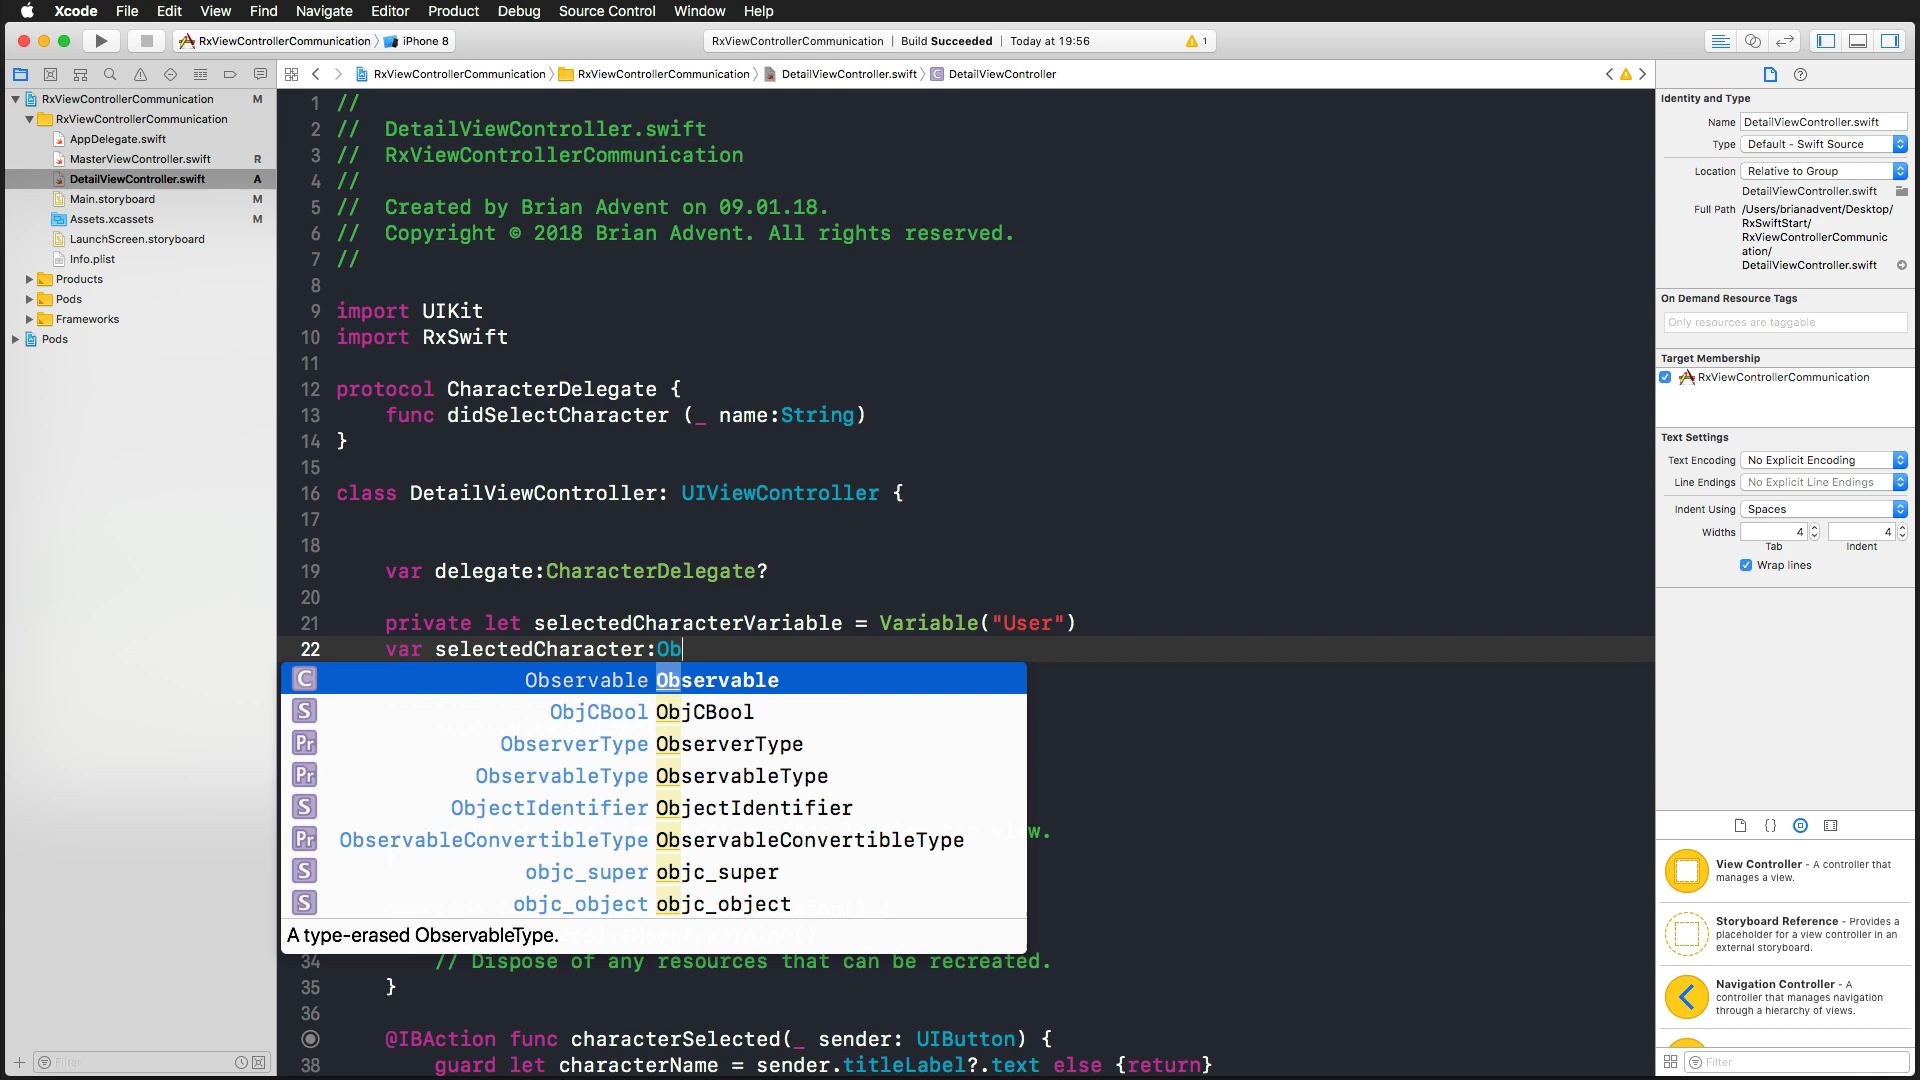 Xcode File Edit View Find Navigate Editor Product Debug Source Control Window Help
RxViewControllerCommunication iPhone 8
RxViewControllerCommunication | Build Succeeded | Today at 19:56
1
RxViewControllerCommunication RxViewControllerCommunication DetailViewController.swift C DetailViewController
RxViewControllerCommunication M
RxViewControllerCommunication
AppDelegate.swift
MasterViewController.swift R
DetailViewController.swift A
Main.storyboard M
Assets.xcassets M
LaunchScreen.storyboard
Info.plist
Products
Pods
Frameworks
Pods
Filter
1 //
2 // DetailViewController.swift
3 // RxViewControllerCommunication
4 //
5 // Created by Brian Advent on 09.01.18.
6 // Copyright © 2018 Brian Advent. All rights reserved.
7 //
8
9 import UIKit
10 import RxSwift
11
12 protocol CharacterDelegate {
13 func didSelectCharacter (_ name:String)
14 }
15
16 class DetailViewController: UIViewController {
17
18
19 var delegate:CharacterDelegate?
20
21 private let selectedCharacterVariable = Variable("User")
22 var selectedCharacter:Ob
C Observable Observable
S ObjCBool ObjCBool
Pr ObserverType ObserverType
Pr ObservableType ObservableType
S ObjectIdentifier ObjectIdentifier
Pr ObservableConvertibleType ObservableConvertibleType
S objc_super objc_super
S objc_object objc_object
A type-erased ObservableType.
w.
34 // Dispose of any resources that can be recreated.
35 }
36
@IBAction func characterSelected(_ sender: UIButton) {
38 guard let characterName = sender.titleLabel?.text else {return}
Identity and Type
Name DetailViewController.swift
Type Default - Swift Source
Location Relative to Group
DetailViewController.swift
Full Path /Users/brianadvent/Desktop/
RxSwiftStart/
RxViewControllerCommunic
ation/
DetailViewController.swift
On Demand Resource Tags
Only resources are taggable
Target Membership
RxViewControllerCommunication
Text Settings
Text Encoding No Explicit Encoding
Line Endings No Explicit Line Endings
Indent Using Spaces
Widths 4 4
Tab Indent
Wrap lines
View Controller - A controller that
manages a view.
Storyboard Reference - Provides a
placeholder for a view controller in an
external storyboard.
Navigation Controller - A
controller that manages navigation
through a hierarchy of views.
Filter